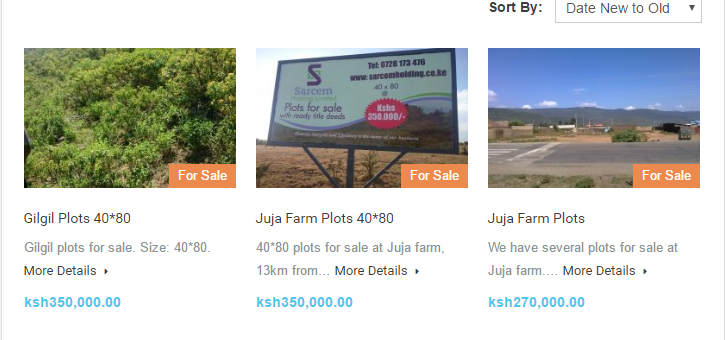 Sort By:
Date New to Old
Tel: 0728 173 476
www.sarcemholding.co.ke
Sarcem
Holding Limited
40 x 80
@
Kshs
350.000/-
Plots for sale
with ready title deeds
For Sale
For Sale
For Sale
Gilgil Plots 40*80
Gilgil plots for sale. Size: 40*80.
More Details
ksh350,000.00
Juja Farm Plots 40*80
40*80 plots for sale at Juja farm,
13km from... More Details
ksh350,000.00
Juja Farm Plots
We have several plots for sale at
Juja farm.... More Details
ksh270,000.00